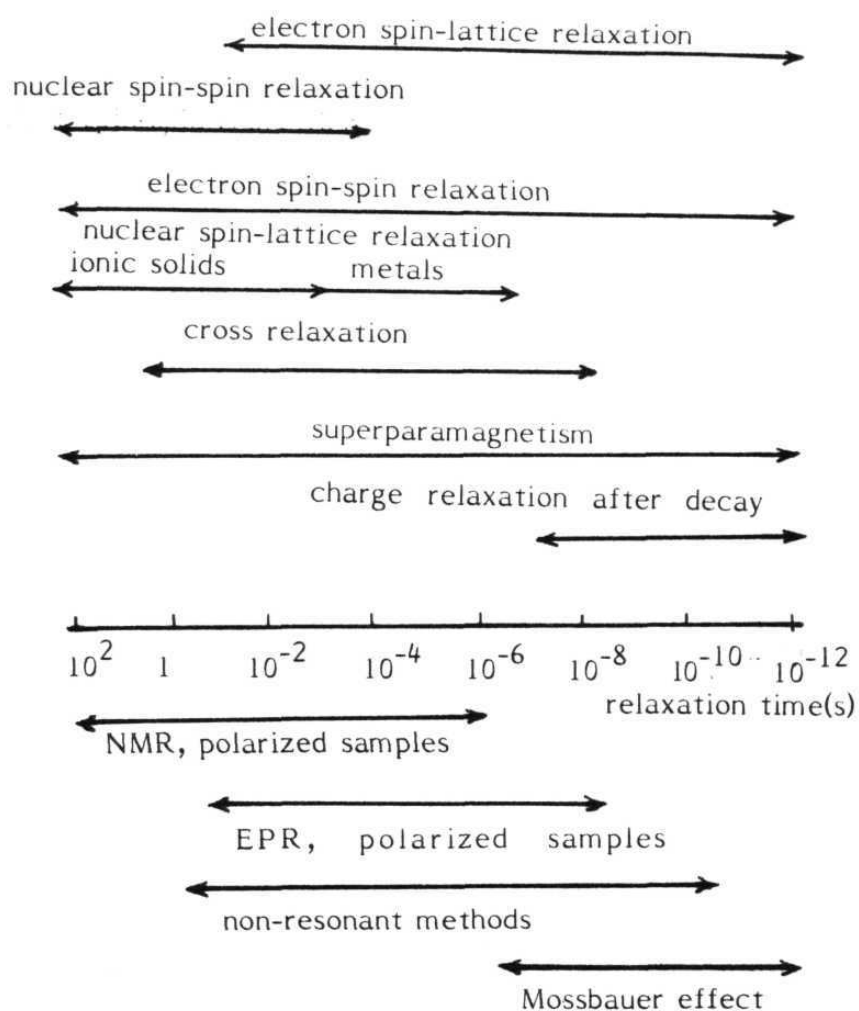 electron spin-lattice relaxation
nuclear spin-spin relaxation
electron spin-spin relaxation
nuclear spin-lattice relaxation
ionic solids metals
cross relaxation
superparamagnetism
charge relaxation after decay
10² 1 10⁻² 10⁻⁴ 10⁻⁶ 10⁻⁸ 10⁻¹⁰ 10⁻¹²
relaxation time(s)
NMR, polarized samples
EPR, polarized samples
non-resonant methods
Mossbauer effect